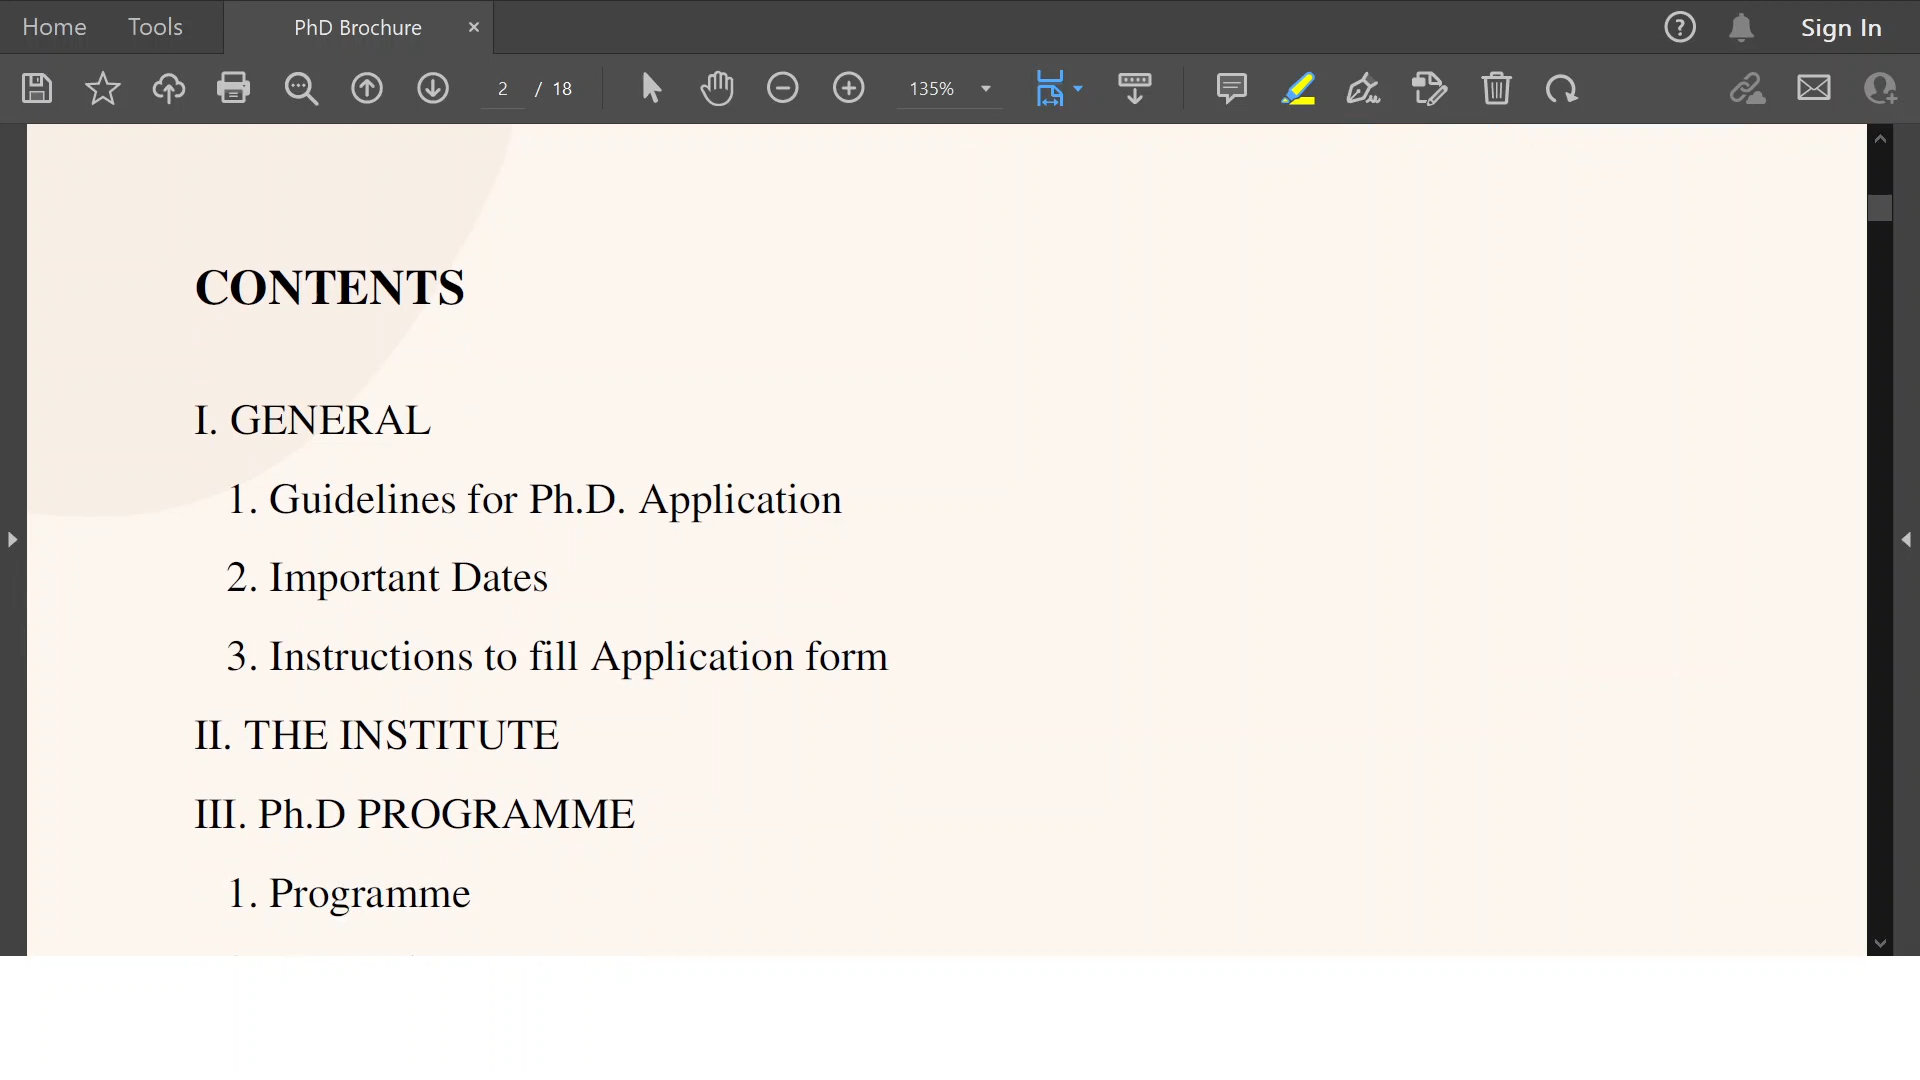 Home Tools PhD Brochure × ? Sign In
2 / 18 135%
CONTENTS
I. GENERAL
1. Guidelines for Ph.D. Application
2. Important Dates
3. Instructions to fill Application form
II. THE INSTITUTE
III. Ph.D PROGRAMME
1. Programme